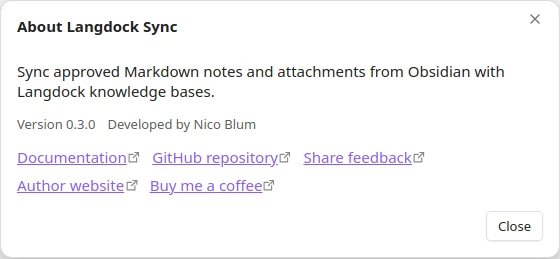 About Langdock Sync
Sync approved Markdown notes and attachments from Obsidian with
Langdock knowledge bases.
Version 0.3.0 Developed by Nico Blum
Documentation GitHub repository Share feedback
Author website Buy me a coffee
Close